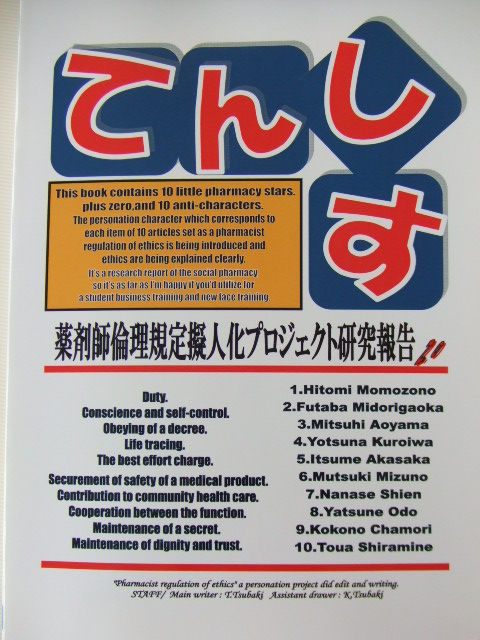 てんし
す
This book contains 10 little pharmacy stars.
plus zero,and 10 anti-characters.
The personation character which corresponds to
each item of 10 articles set as a pharmacist
regulation of ethics is being introduced and
ethics are being explained clearly.
It's a research report of the social pharmacy
so it's as far as I'm happy if you'd utilize for
a student business training and new face training.
薬剤師倫理規定擬人化プロジェクト研究報告
Duty.
Conscience and self-control.
Obeying of a decree.
Life tracing.
The best effort charge.
Securement of safety of a medical product.
Contribution to community health care.
Cooperation between the function.
Maintenance of a secret.
Maintenance of dignity and trust.
1.Hitomi Momozono
2.Futaba Midorigaoka
3.Mitsuhi Aoyama
4.Yotsuna Kuroiwa
5.Itsume Akasaka
6.Mutsuki Mizuno
7.Nanase Shien
8.Yatsune Odo
9.Kokono Chamori
10.Toua Shiramine
"Pharmacist regulation of ethics" a personation project did edit and writing.
STAFF/ Main writer : T.Tsubaki Assistant drawer : K.Tsubaki